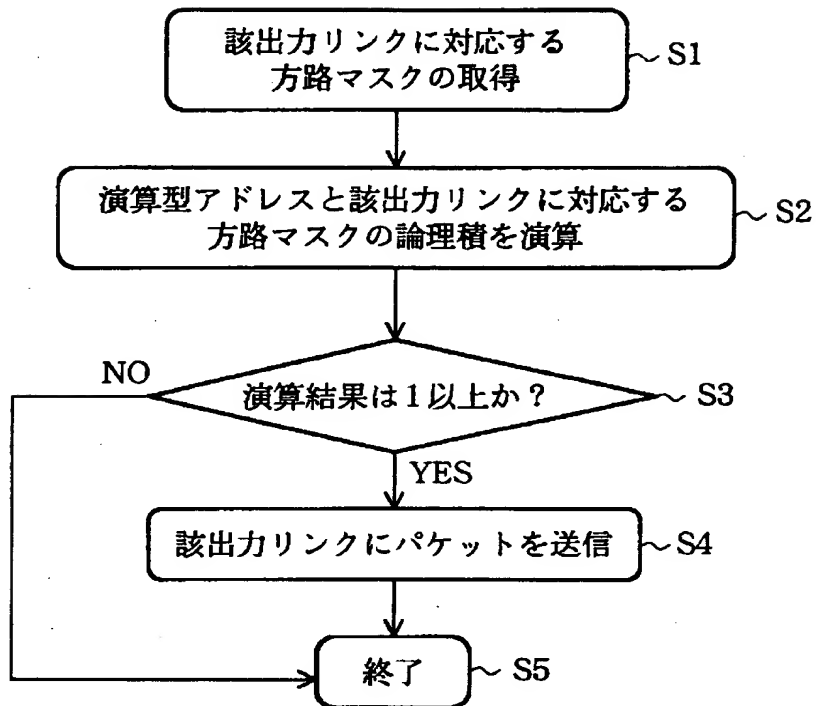 該出力リンクに対応する
方路マスクの取得
S1
演算型アドレスと該出力リンクに対応する
方路マスクの論理積を演算
S2
NO
演算結果は1以上か?
S3
YES
該出力リンクにパケットを送信
S4
終了
S5